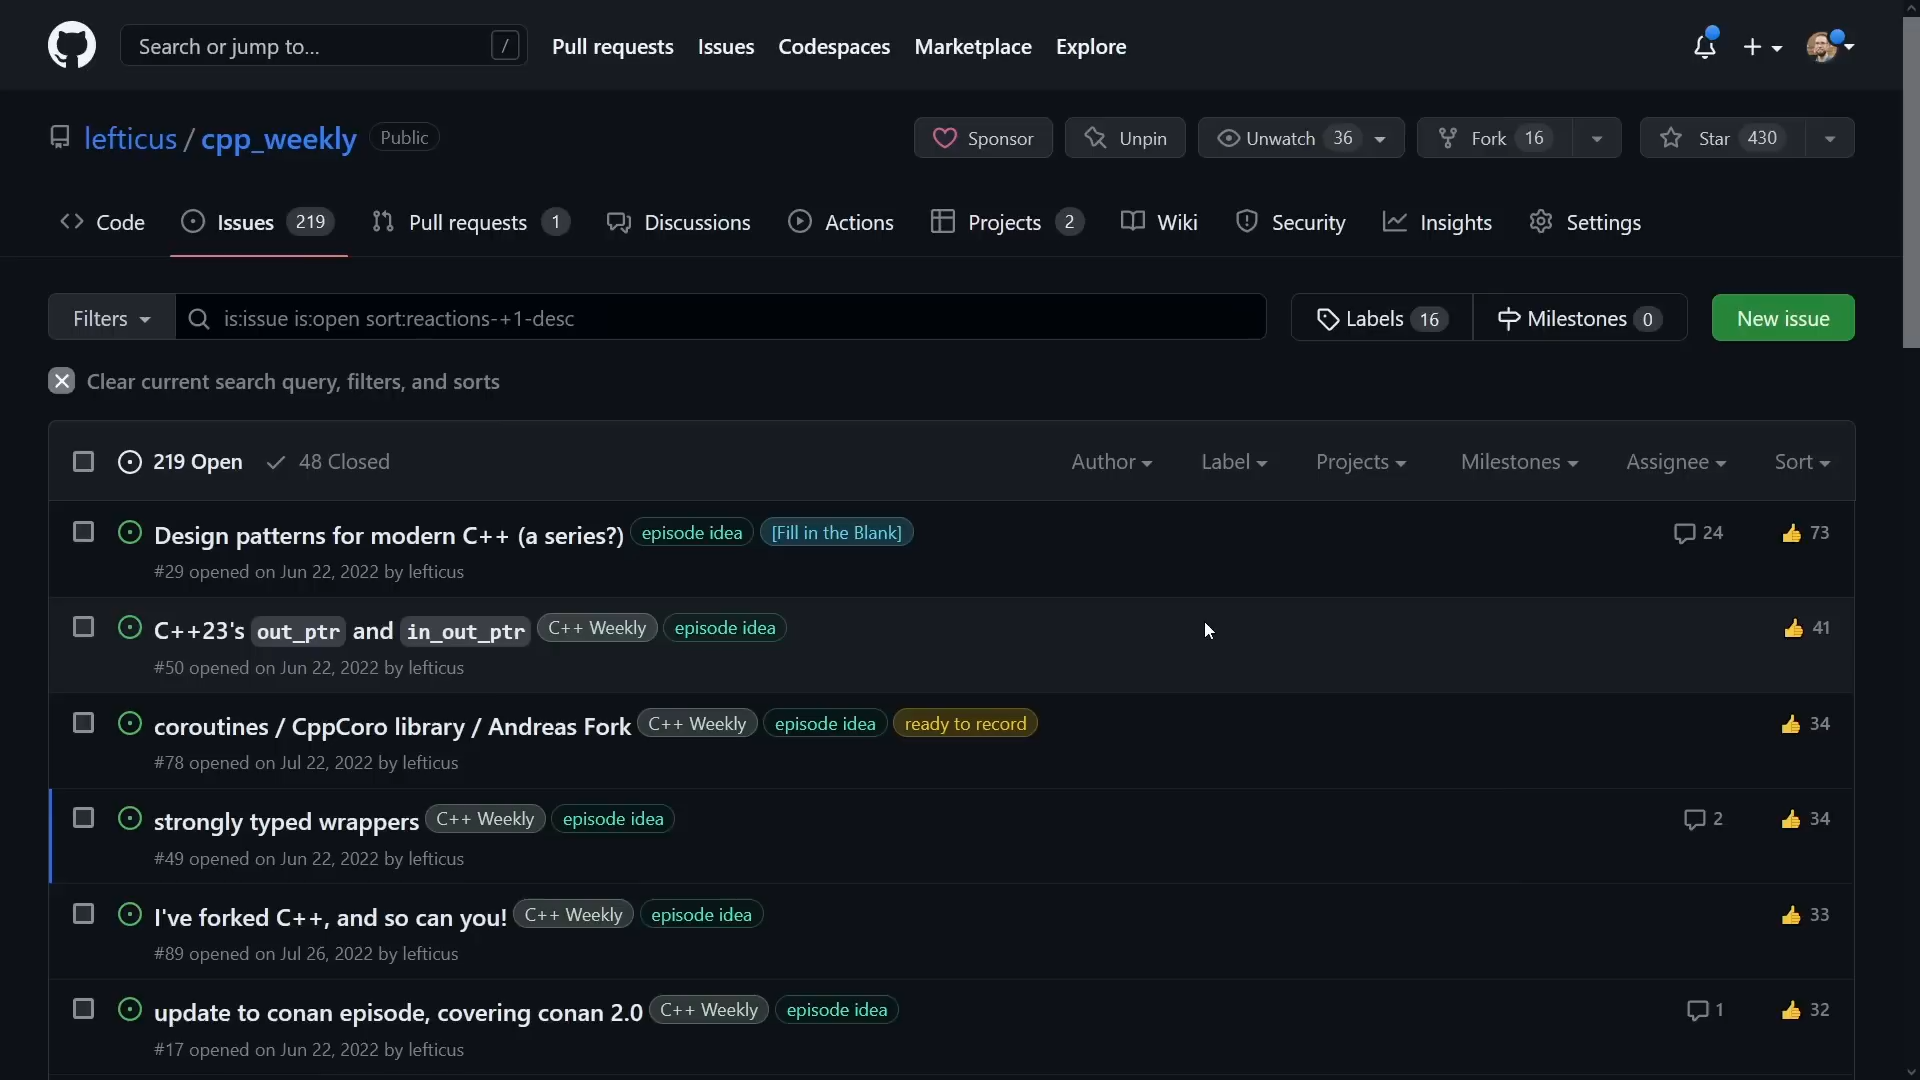 Search or jump to... / Pull requests Issues Codespaces Marketplace Explore
lefticus / cpp_weekly Public Sponsor Unpin Unwatch 36 Fork 16 Star 430
Code Issues 219 Pull requests 1 Discussions Actions Projects 2 Wiki Security Insights Settings
Filters is:issue is:open sort:reactions-+1-desc Labels 16 Milestones 0 New issue
Clear current search query, filters, and sorts
219 Open 48 Closed Author Label Projects Milestones Assignee Sort
Design patterns for modern C++ (a series?) episode idea [Fill in the Blank] 24 👍 73
#29 opened on Jun 22, 2022 by lefticus
C++23's out_ptr and in_out_ptr C++ Weekly episode idea 👍 41
#50 opened on Jun 22, 2022 by lefticus
coroutines / CppCoro library / Andreas Fork C++ Weekly episode idea ready to record 👍 34
#78 opened on Jul 22, 2022 by lefticus
strongly typed wrappers C++ Weekly episode idea 2 👍 34
#49 opened on Jun 22, 2022 by lefticus
I've forked C++, and so can you! C++ Weekly episode idea 👍 33
#89 opened on Jul 26, 2022 by lefticus
update to conan episode, covering conan 2.0 C++ Weekly episode idea 1 👍 32
#17 opened on Jun 22, 2022 by lefticus